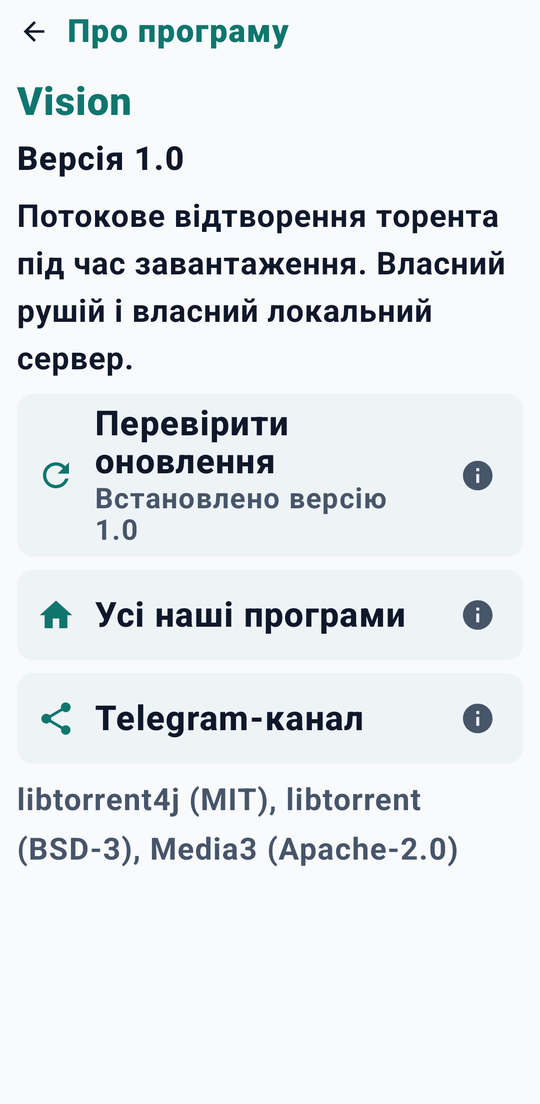 Про програму
Vision
Версія 1.0
Потокове відтворення торента
під час завантаження. Власний
рушій і власний локальний
сервер.
Перевірити
оновлення
Встановлено версію
1.0
Усі наші програми
Telegram-канал
libtorrent4j (MIT), libtorrent
(BSD-3), Media3 (Apache-2.0)